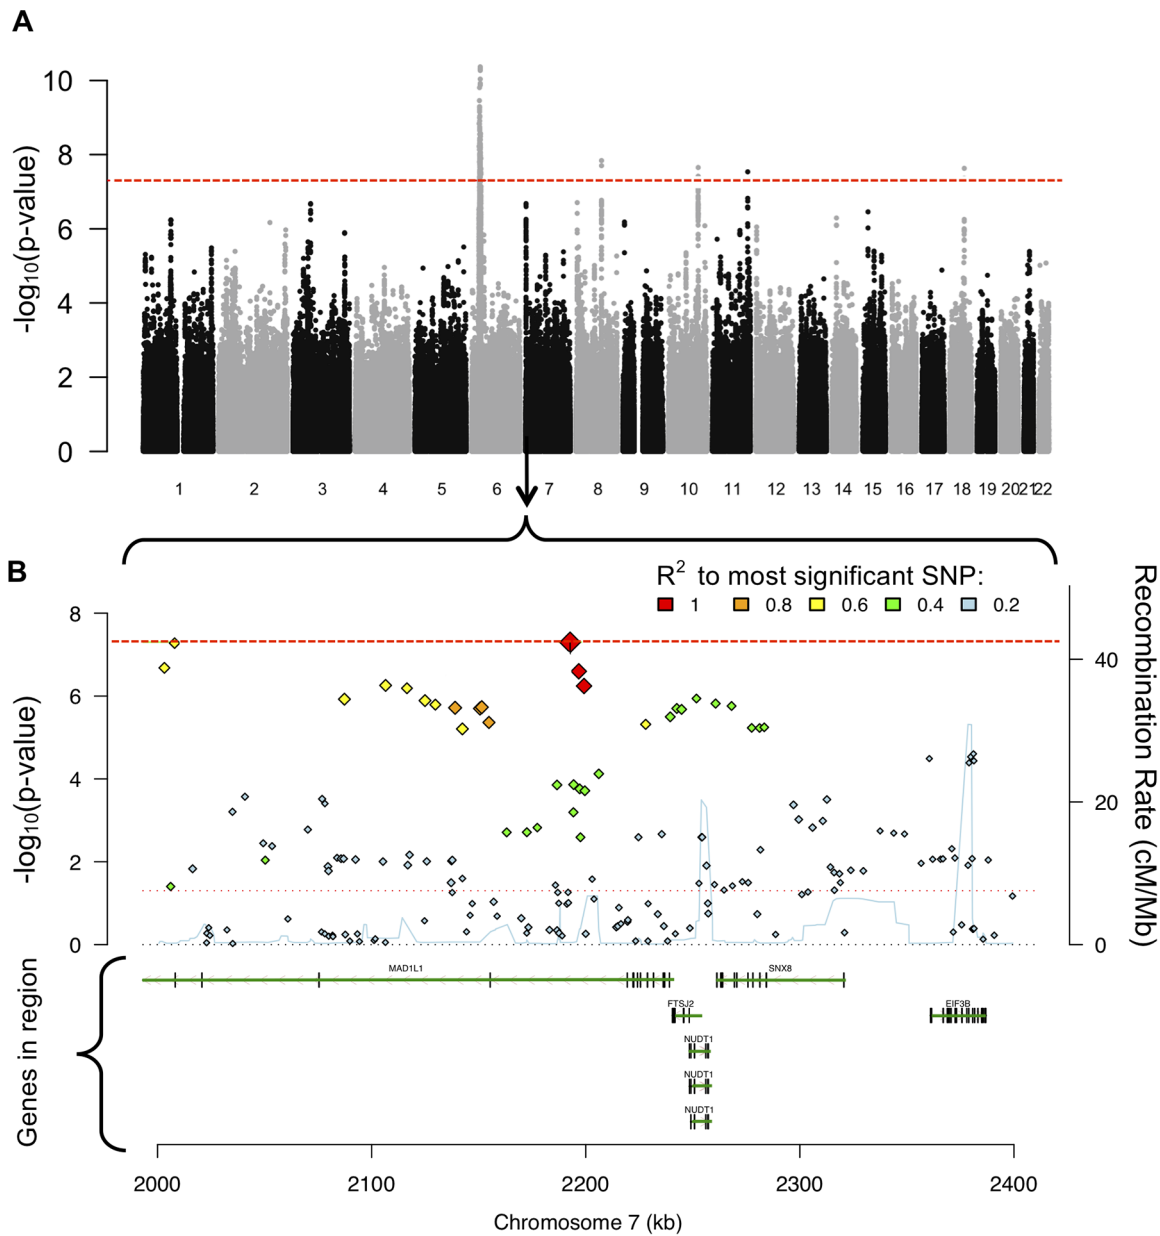 A
-log10(p-value)
10
8
6
4
2
0
1 2 3 4 5 6 7 8 9 10 11 12 13 14 15 16 17 18 19 20 21 22
B
R2 to most significant SNP:
1 0.8 0.6 0.4 0.2
-log10(p-value)
8
6
4
2
0
Recombination Rate (cM/Mb)
40
20
0
Genes in region
MAD1L1
SNX8
FTSJ2
EIF3B
NUDT1
NUDT1
NUDT1
2000 2100 2200 2300 2400
Chromosome 7 (kb)